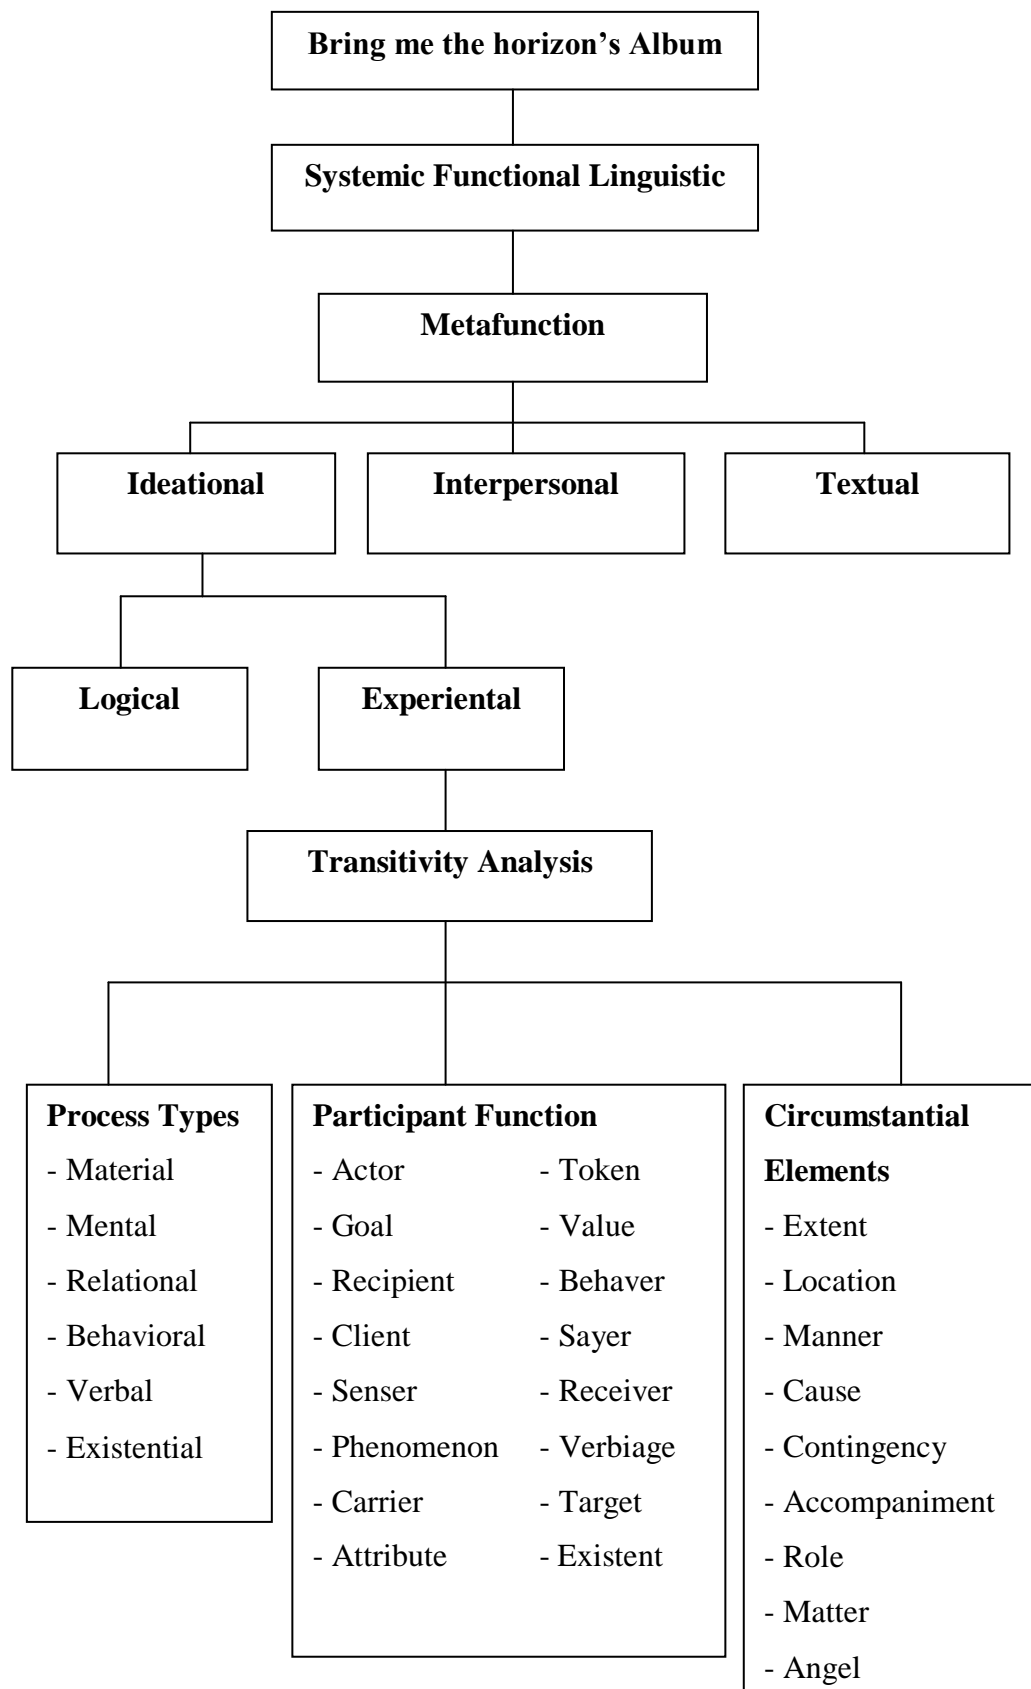 Bring me the horizon’s Album
Systemic Functional Linguistic
Metafunction
Ideational
Interpersonal
Textual
Logical
Experiental
Transitivity Analysis
Process Types
- Material
- Mental
- Relational
- Behavioral
- Verbal
- Existential
Participant Function
- Actor
- Goal
- Recipient
- Client
- Senser
- Phenomenon
- Carrier
- Attribute
- Token
- Value
- Behaver
- Sayer
- Receiver
- Verbiage
- Target
- Existent
Circumstantial
Elements
- Extent
- Location
- Manner
- Cause
- Contingency
- Accompaniment
- Role
- Matter
- Angel